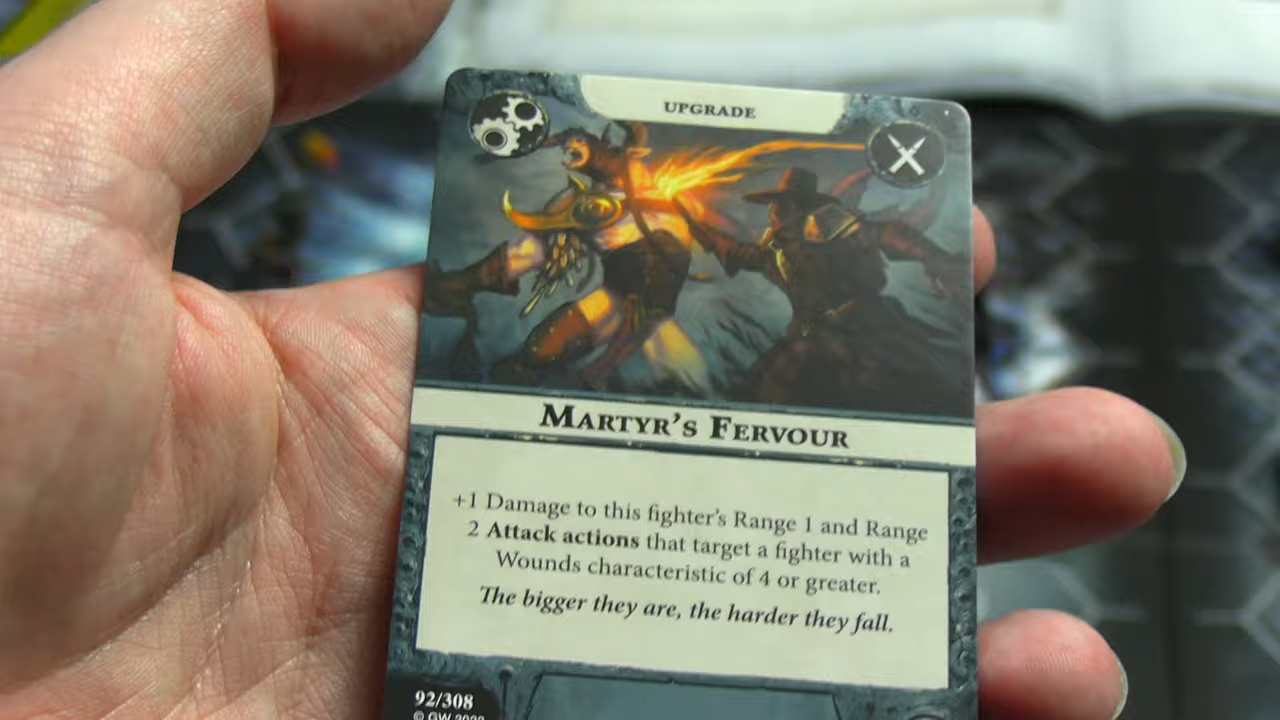 UPGRADE
MARTYR'S FERVOUR
+1 Damage to this fighter's Range 1 and Range
2 Attack actions that target a fighter with a
Wounds characteristic of 4 or greater.
The bigger they are, the harder they fall.
92/308
© GW